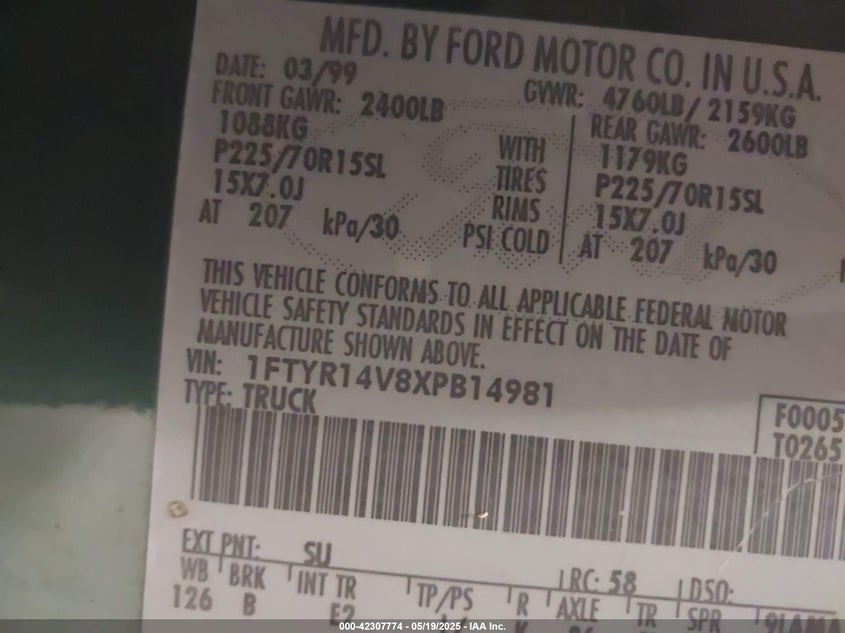 MFD. BY FORD MOTOR CO. IN U.S.A.
DATE: 03/99 GVWR: 4760LB/ 2159KG
FRONT GAWR: 2400LB REAR GAWR: 2600LB
1088KG WITH 1179KG
P225/70R15SL TIRES P225/70R15SL
15X7.0J RIMS 15X7.0J
AT 207 kPa/30 PSI COLD AT 207 kPa/30
THIS VEHICLE CONFORMS TO ALL APPLICABLE FEDERAL MOTOR
VEHICLE SAFETY STANDARDS IN EFFECT ON THE DATE OF
MANUFACTURE SHOWN ABOVE.
VIN: 1FTYR14V8XPB14981
TYPE: TRUCK
F0005
T0265
EXT PNT: SU RC: 58 DSO:
WB BRK INT TR TP/PS R AXLE TR SPR
126 B E2
000-42307774 - 05/19/2025 - IAA Inc.